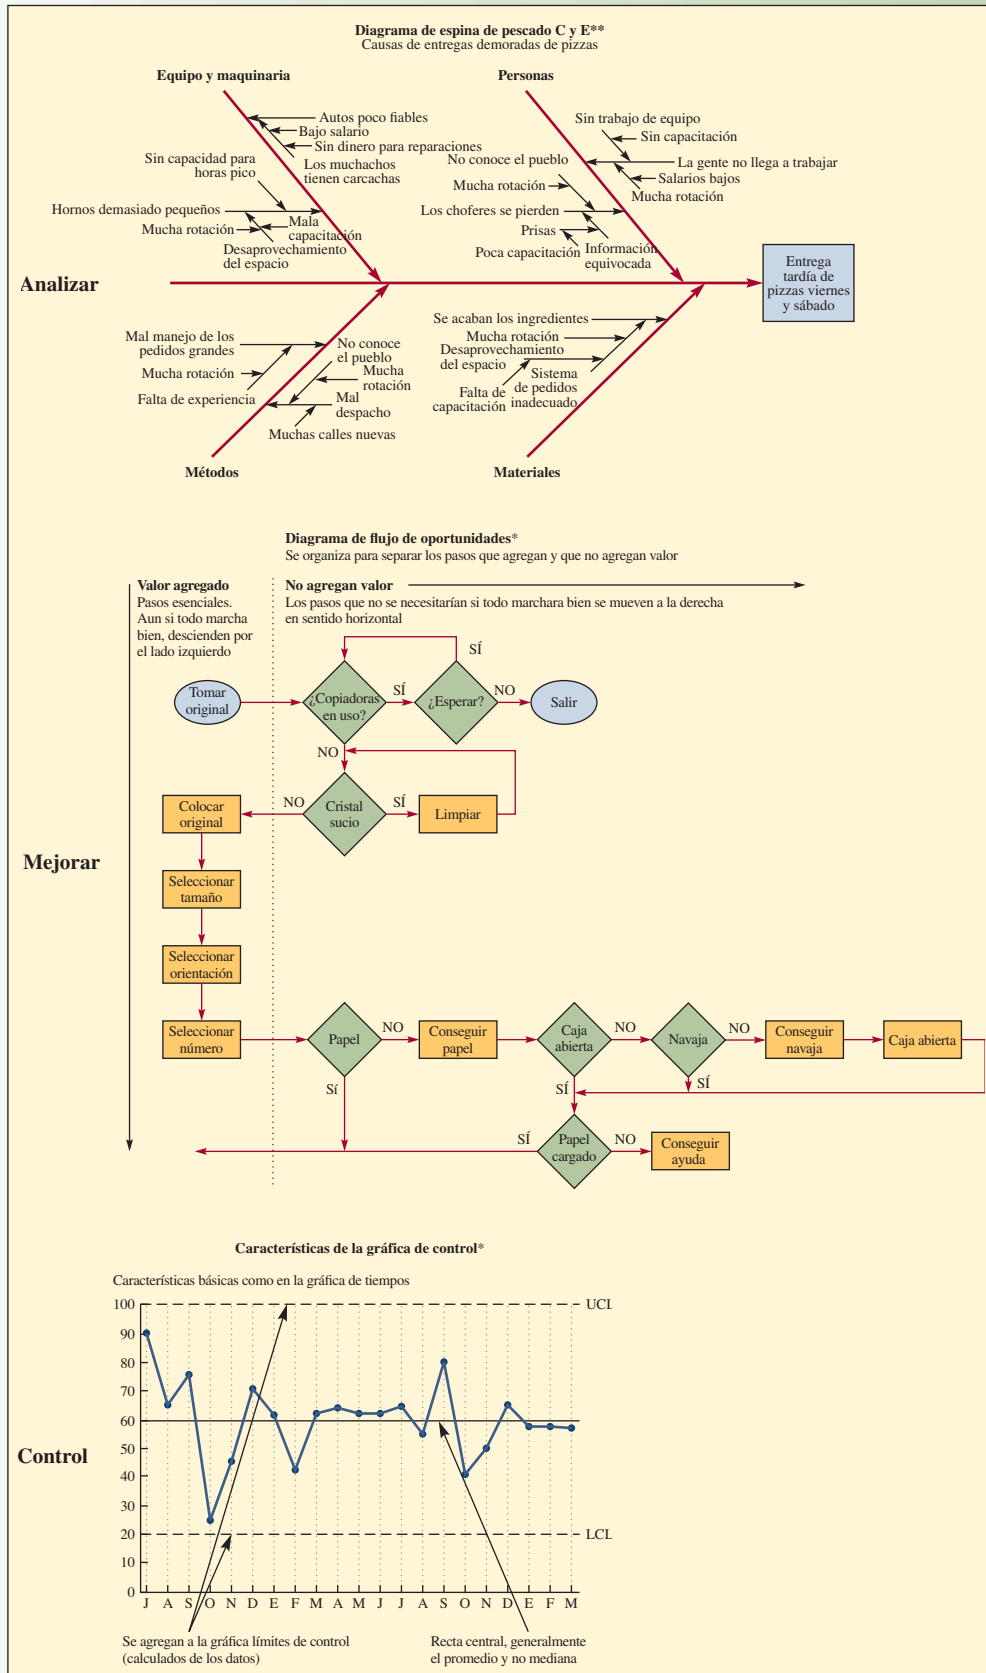 Diagrama de espina de pescado C y E**
Causas de entregas demoradas de pizzas
Equipo y maquinaria
Personas
Autos poco fiables
Bajo salario
Sin dinero para reparaciones
Los muchachos
tienen carcachas
Sin capacidad para
horas pico
Hornos demasiado pequeños
Mucha rotación
Mala
capacitación
Desaprovechamiento
del espacio
Sin trabajo de equipo
Sin capacitación
No conoce el pueblo
La gente no llega a trabajar
Mucha rotación
Salarios bajos
Mucha rotación
Los choferes se pierden
Prisas
Poca capacitación
Información
equivocada
Analizar
Entrega
tardía de
pizzas viernes
y sábado
Mal manejo de los
pedidos grandes
Mucha rotación
Falta de experiencia
No conoce
el pueblo
Mucha
rotación
Mal
despacho
Muchas calles nuevas
Se acaban los ingredientes
Mucha rotación
Desaprovechamiento
del espacio
Sistema
de pedidos
inadecuado
Falta de
capacitación
Métodos
Materiales
Diagrama de flujo de oportunidades*
Se organiza para separar los pasos que agregan y que no agregan valor
Valor agregado
Pasos esenciales.
Aun si todo marcha
bien, descienden por
el lado izquierdo
No agregan valor
Los pasos que no se necesitarían si todo marchara bien se mueven a la derecha
en sentido horizontal
SÍ
Tomar
original
¿Copiadoras
en uso?
SÍ
¿Esperar?
NO
Salir
NO
Colocar
original
NO
Cristal
sucio
SÍ
Limpiar
Mejorar
Seleccionar
tamaño
Seleccionar
orientación
Seleccionar
número
Papel
NO
Conseguir
papel
Caja
abierta
NO
Navaja
NO
Conseguir
navaja
Caja abierta
Sí
SÍ
SÍ
SÍ
Papel
cargado
NO
Conseguir
ayuda
Características de la gráfica de control*
Características básicas como en la gráfica de tiempos
100
UCL
90
80
70
60
50
Control
40
30
20
LCL
10
0
J A S O N D E F M A M J J A S O N D E F M
Se agregan a la gráfica límites de control
(calculados de los datos)
Recta central, generalmente
el promedio y no mediana